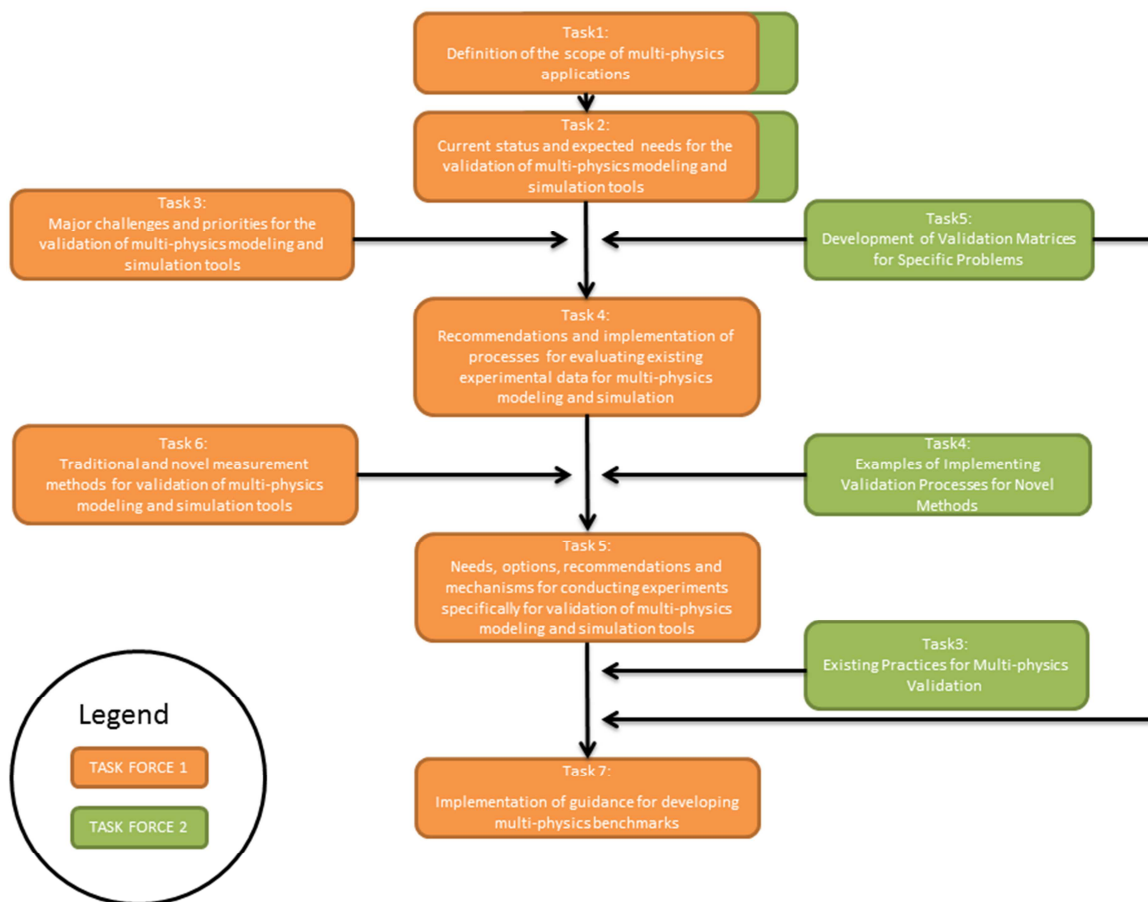 Task1:
Definition of the scope of multi-physics
applications
Task 2:
Current status and expected needs for the
validation of multi-physics modeling and
simulation tools
Task 3:
Major challenges and priorities for the
validation of multi-physics modeling and
simulation tools
Task5:
Development of Validation Matrices
for Specific Problems
Task 4:
Recommendations and implementation of
processes for evaluating existing
experimental data for multi-physics
modeling and simulation
Task 6:
Traditional and novel measurement
methods for validation of multi-physics
modeling and simulation tools
Task4:
Examples of Implementing
Validation Processes for Novel
Methods
Task 5:
Needs, options, recommendations and
mechanisms for conducting experiments
specifically for validation of multi-physics
modeling and simulation tools
Task3:
Existing Practices for Multi-physics
Validation
Legend
TASK FORCE 1
TASK FORCE 2
Task 7:
Implementation of guidance for developing
multi-physics benchmarks